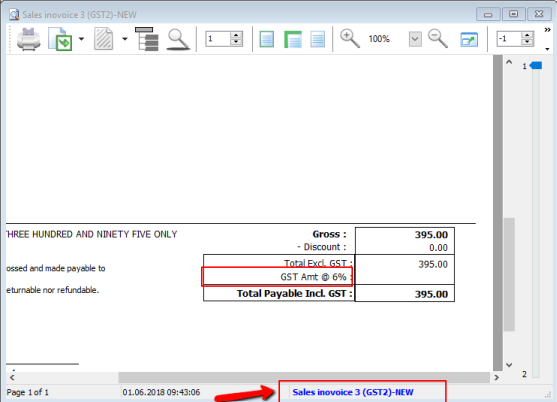 Sales inovoice 3 (GST2)-NEW
1 100% -1 »
1
THREE HUNDRED AND NINETY FIVE ONLY Gross : 395.00
- Discount : 0.00
Total Excl. GST : 395.00
ossed and made payable to
GST Amt @ 6% :
eturnable nor refundable.
Total Payable Incl. GST : 395.00
2
Page 1 of 1 01.06.2018 09:43:06 Sales inovoice 3 (GST2)-NEW